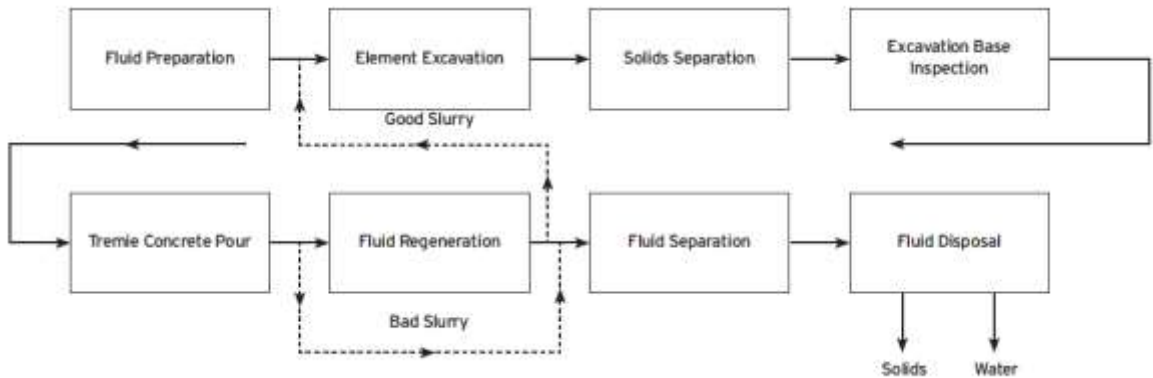 Fluid Preparation
Element Excavation
Solids Separation
Excavation Base
Inspection
Good Slurry
Tremie Concrete Pour
Fluid Regeneration
Fluid Separation
Fluid Disposal
Bad Slurry
Solids
Water